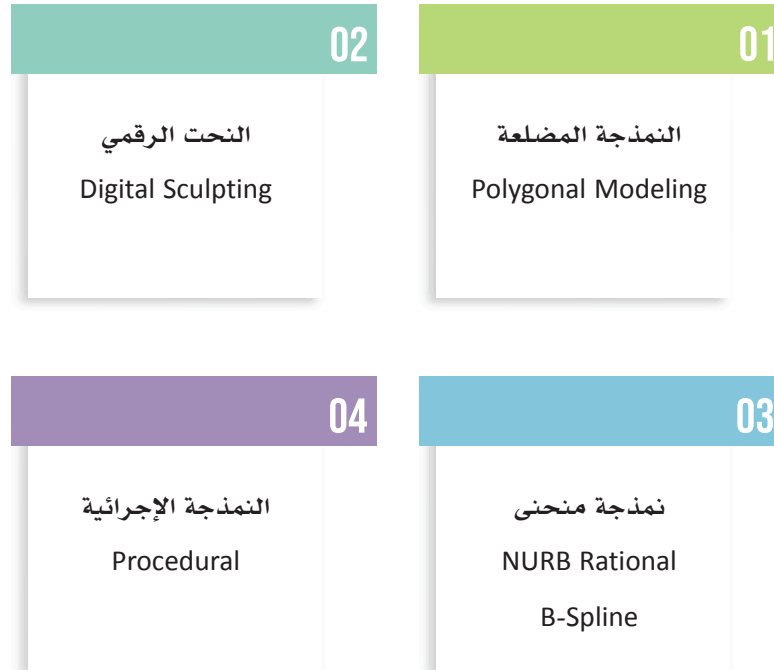 01
النمذجة المضلعة
Polygonal Modeling
02
النحت الرقمي
Digital Sculpting
03
نمذجة منحنى
NURB Rational
B-Spline
04
النمذجة الإجرائية
Procedural